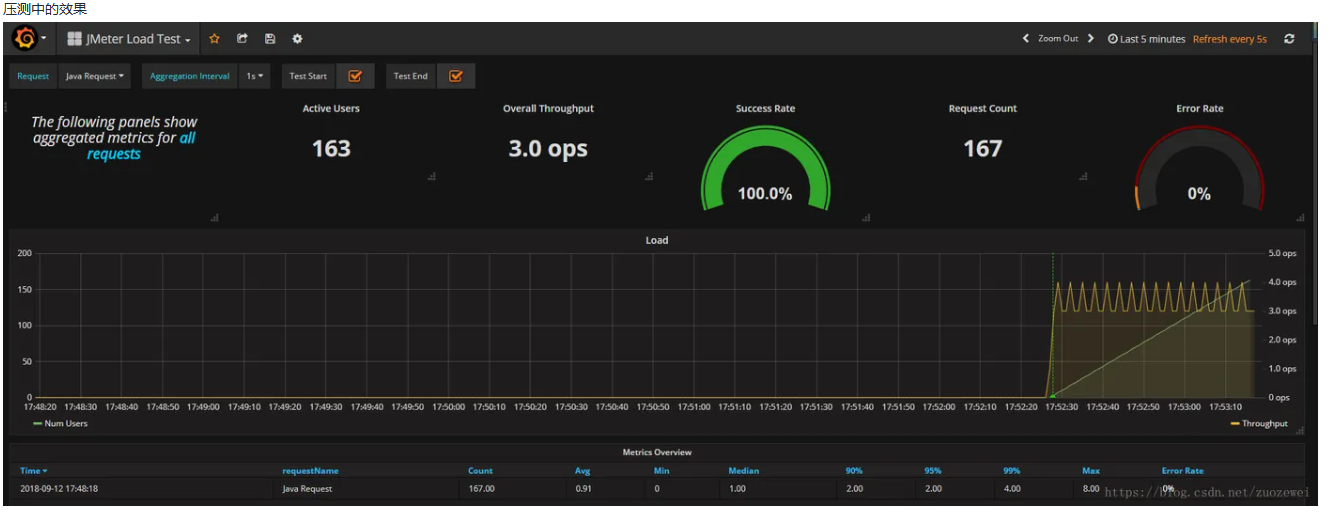 压测中的效果
JMeter Load Test
Zoom Out
Last 5 minutes
Refresh every 5s
Request
Java Request
Aggregation Interval
1s
Test Start
Test End
The following panels show
aggregated metrics for all
requests
Active Users
163
Overall Throughput
3.0 ops
Success Rate
100.0%
Request Count
167
Error Rate
0%
Load
200
150
100
50
0
5.0 ops
4.0 ops
3.0 ops
2.0 ops
1.0 ops
0 ops
17:48:20 17:48:30 17:48:40 17:48:50 17:49:00 17:49:10 17:49:20 17:49:30 17:49:40 17:49:50 17:50:00 17:50:10 17:50:20 17:50:30 17:50:40 17:50:50 17:51:00 17:51:10 17:51:20 17:51:30 17:51:40 17:51:50 17:52:00 17:52:10 17:52:20 17:52:30 17:52:40 17:52:50 17:53:00 17:53:10
Num Users
Throughput
Metrics Overview
Time requestName Count Avg Min Median 90% 95% 99% Max Error Rate
2018-09-12 17:48:18 Java Request 167.00 0.91 0 1.00 2.00 2.00 4.00 8.00 0%
https://blog.csdn.net/zuozewei